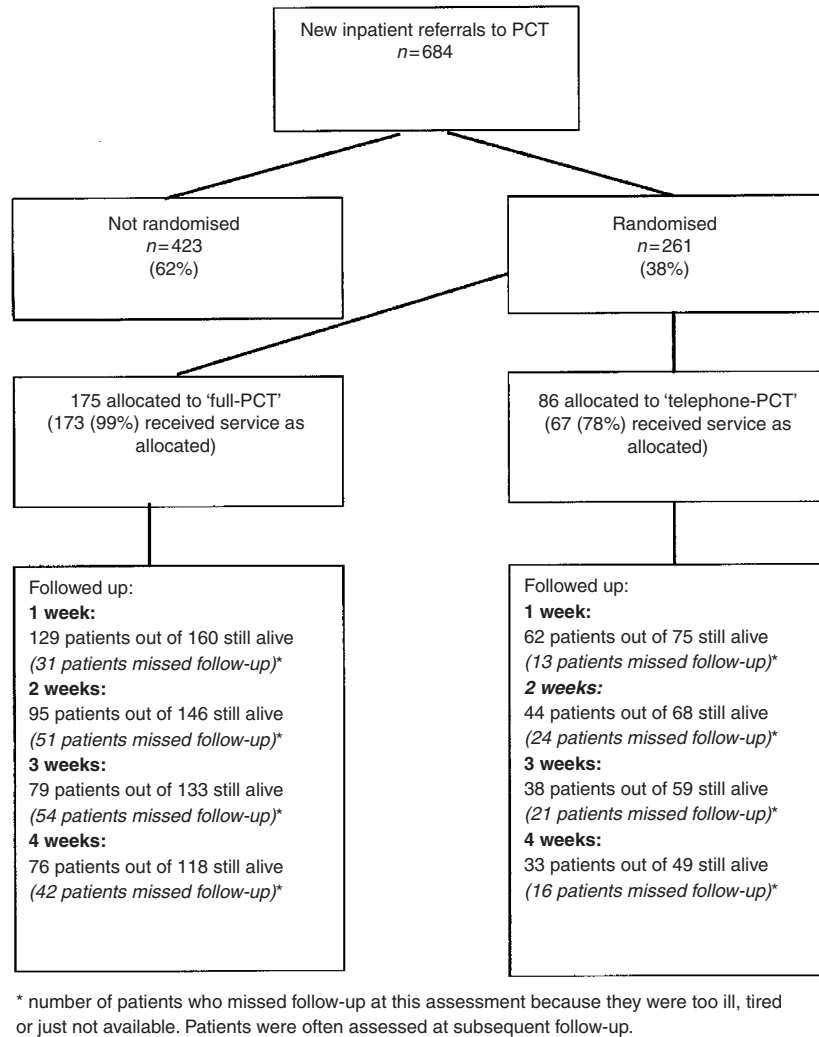 New inpatient referrals to PCT
n=684
Not randomised
n=423
(62%)
Randomised
n=261
(38%)
175 allocated to ‘full-PCT’
(173 (99%) received service as
allocated)
86 allocated to ‘telephone-PCT’
(67 (78%) received service as
allocated)
Followed up:
1 week:
129 patients out of 160 still alive
(31 patients missed follow-up)*
2 weeks:
95 patients out of 146 still alive
(51 patients missed follow-up)*
3 weeks:
79 patients out of 133 still alive
(54 patients missed follow-up)*
4 weeks:
76 patients out of 118 still alive
(42 patients missed follow-up)*
Followed up:
1 week:
62 patients out of 75 still alive
(13 patients missed follow-up)*
2 weeks:
44 patients out of 68 still alive
(24 patients missed follow-up)*
3 weeks:
38 patients out of 59 still alive
(21 patients missed follow-up)*
4 weeks:
33 patients out of 49 still alive
(16 patients missed follow-up)*
* number of patients who missed follow-up at this assessment because they were too ill, tired
or just not available. Patients were often assessed at subsequent follow-up.